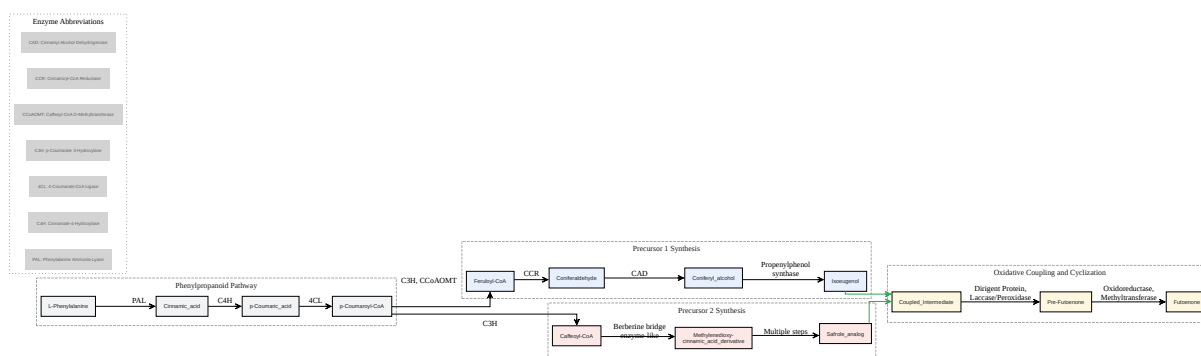 Enzyme Abbreviations
CAD: Cinnamyl-Alcohol-Dehydrogenase
CCR: Cinnamoyl-CoA-Reductase
CCoAOMT: Caffeoyl-CoA-O-Methyltransferase
C3H: p-Coumarate 3-Hydroxylase
4CL: 4-Coumarate-CoA-Ligase
C4H: Cinnamate-4-Hydroxylase
PAL: Phenylalanine-Ammonia-Lyase
Phenylpropanoid Pathway
L-Phenylalanine
PAL
Cinnamic_acid
C4H
p-Coumaric_acid
4CL
p-Coumaroyl-CoA
C3H, CCoAOMT
C3H
Precursor 1 Synthesis
Feruloyl-CoA
CCR
Coniferaldehyde
CAD
Coniferyl_alcohol
Propenylphenol
synthase
Isoeugenol
Precursor 2 Synthesis
Caffeoyl-CoA
Berberine bridge
enzyme-like
Methylenedioxy-
cinnamic_acid_derivative
Multiple steps
Safrole_analog
Oxidative Coupling and Cyclization
Coupled_Intermediate
Dirigent Protein,
Laccase/Peroxidase
Pre-Futoenone
Oxidoreductase,
Methyltransferase
Futoenone